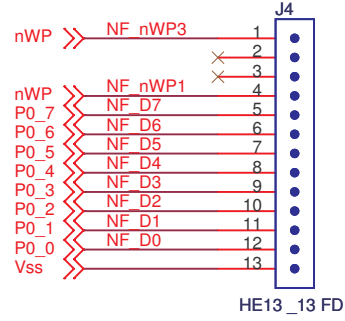 J4
nWP NF_nWP3 1
2
3
nWP NF_nWP1 4
P0_7 NF_D7 5
P0_6 NF_D6 6
P0_5 NF_D5 7
P0_4 NF_D4 8
P0_3 NF_D3 9
P0_2 NF_D2 10
P0_1 NF_D1 11
P0_0 NF_D0 12
Vss 13
HE13 _13 FD